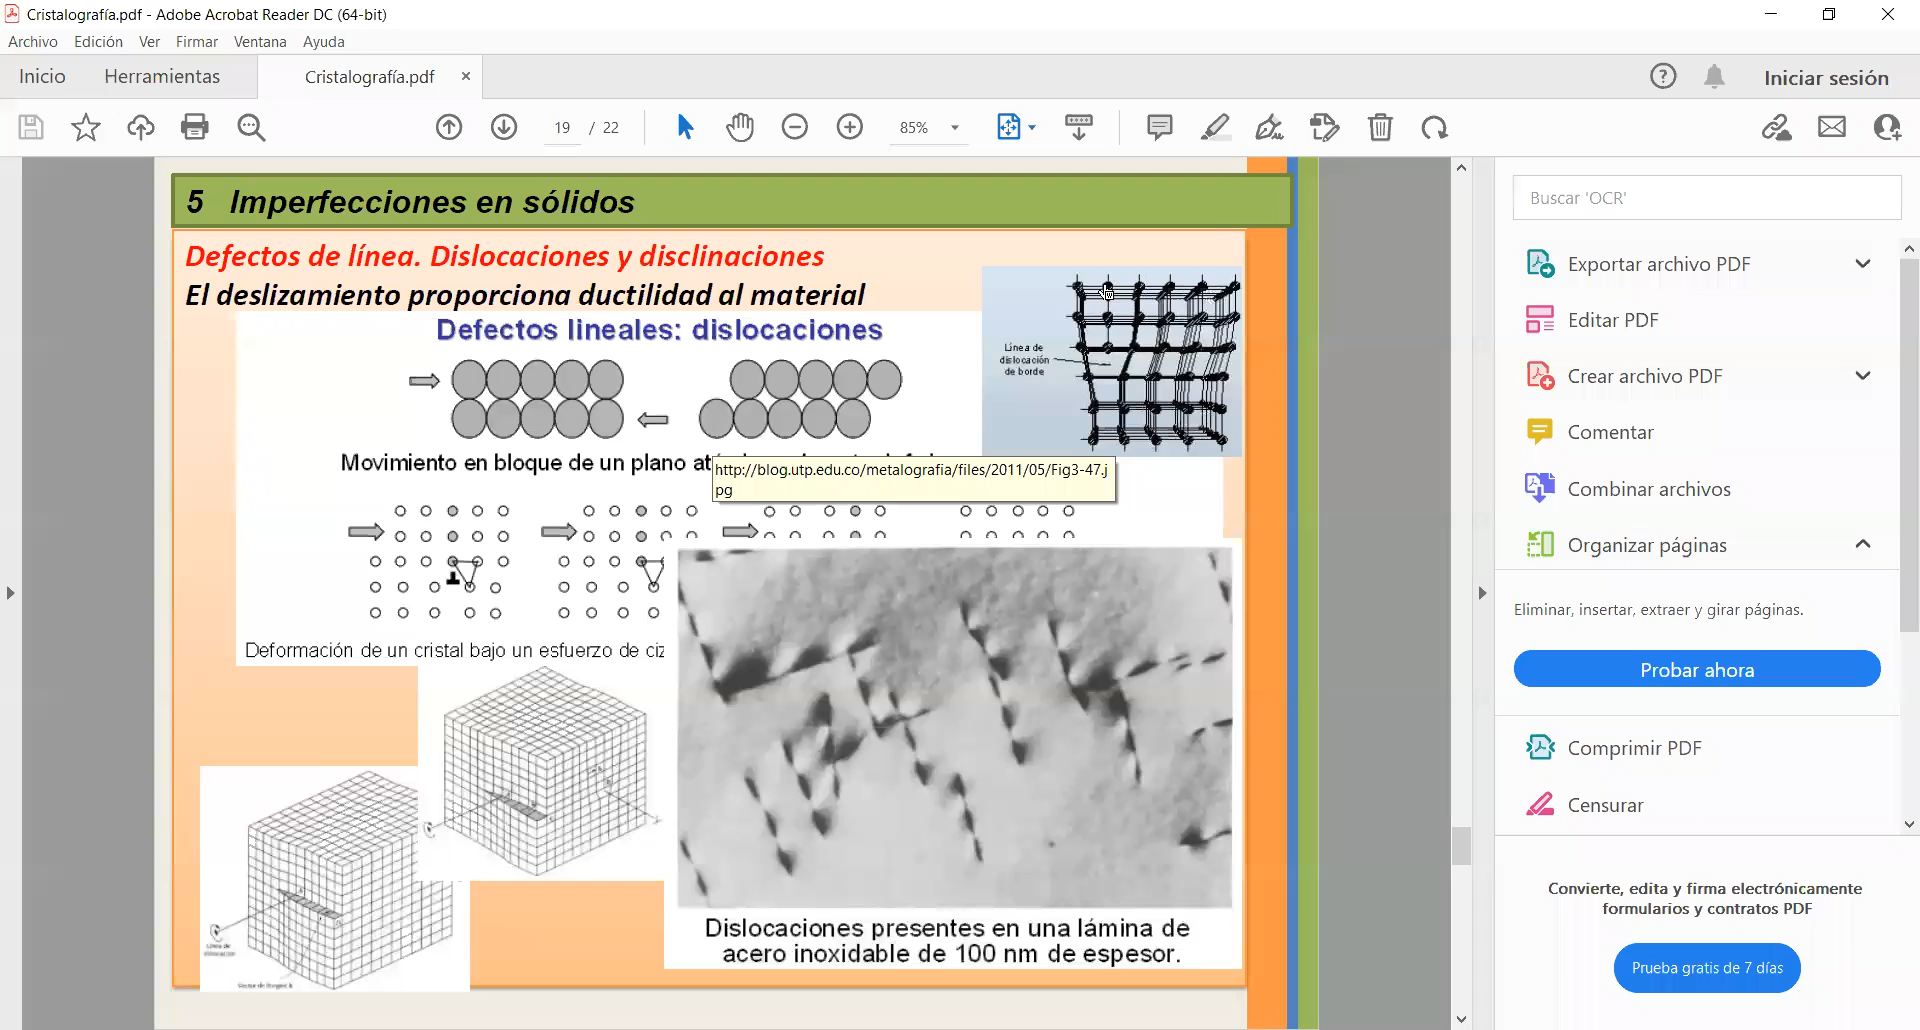 Cristalografía.pdf - Adobe Acrobat Reader DC (64-bit)
Archivo Edición Ver Firmar Ventana Ayuda
Inicio Herramientas Cristalografía.pdf × Iniciar sesión
19 / 22 85%
5 Imperfecciones en sólidos
Defectos de línea. Dislocaciones y disclinaciones
El deslizamiento proporciona ductilidad al material
Defectos lineales: dislocaciones
Línea de
dislocación
de borde
Movimiento en bloque de un plano
http://blog.utp.edu.co/metalografia/files/2011/05/Fig3-47.j
pg
Deformación de un cristal bajo un esfuerzo de ciz
Dislocaciones presentes en una lámina de
acero inoxidable de 100 nm de espesor.
Buscar 'OCR'
Exportar archivo PDF
Editar PDF
Crear archivo PDF
Comentar
Combinar archivos
Organizar páginas
Eliminar, insertar, extraer y girar páginas.
Probar ahora
Comprimir PDF
Censurar
Convierte, edita y firma electrónicamente
formularios y contratos PDF
Prueba gratis de 7 días